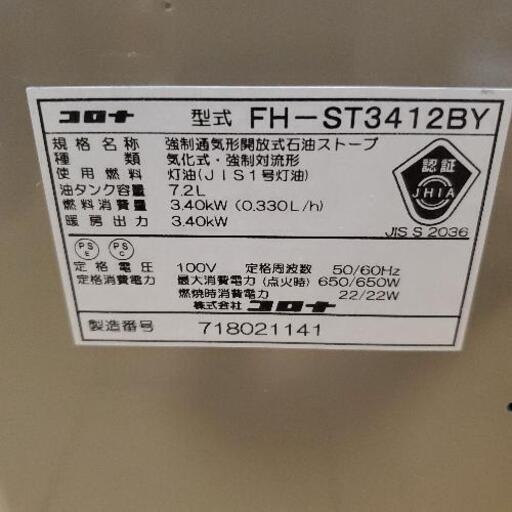 コロナ 型式 FH-ST3412BY
規格名称 強制通気形開放式石油ストーブ
種類 気化式・強制対流形
使用燃料 灯油(JIS1号灯油)
油タンク容量 7.2L
燃料消費量 3.40kW(0.330L/h)
暖房出力 3.40kW
認証
JHIA
JIS S 2036
PS E PS C
定格電圧 100V 定格周波数 50/60Hz
定格消費電力 最大消費電力(点火時) 650/650W
燃焼時消費電力 22/22W
株式会社 コロナ
製造番号 718021141